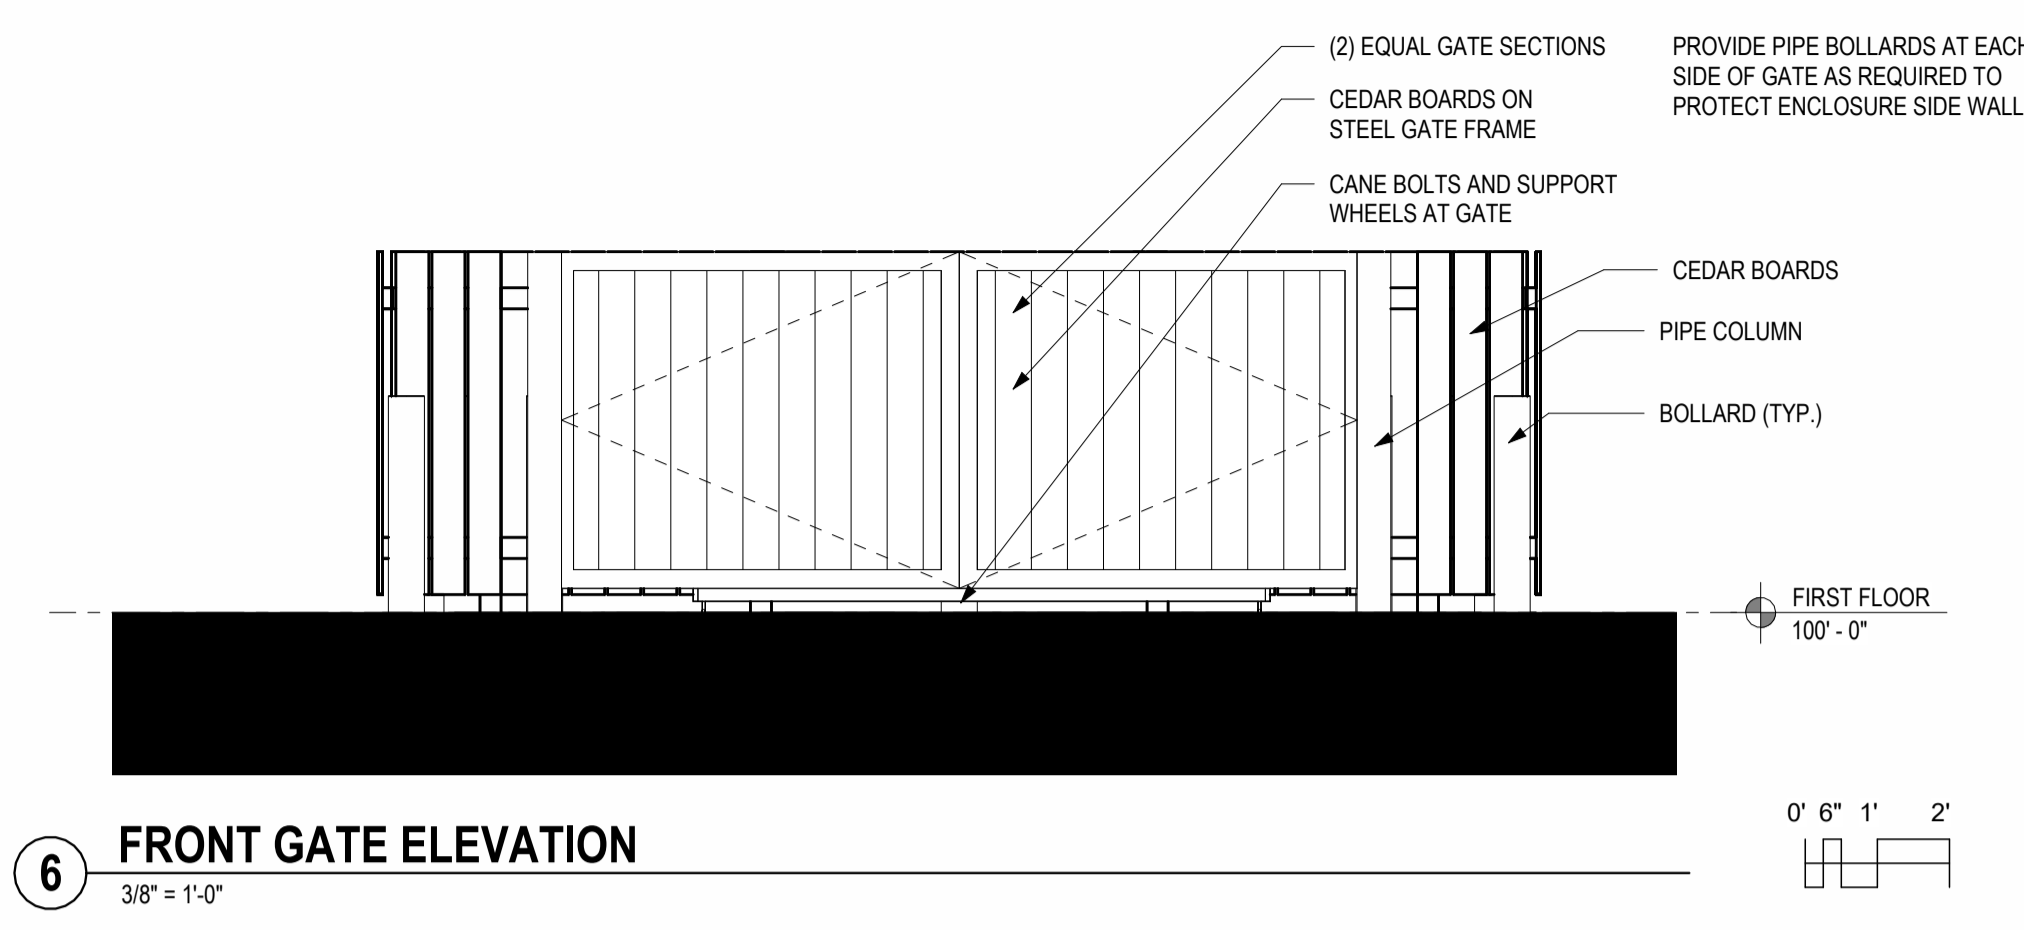 (2) EQUAL GATE SECTIONS
CEDAR BOARDS ON
STEEL GATE FRAME
CANE BOLTS AND SUPPORT
WHEELS AT GATE
PROVIDE PIPE BOLLARDS AT EACH
SIDE OF GATE AS REQUIRED TO
PROTECT ENCLOSURE SIDE WALL
CEDAR BOARDS
PIPE COLUMN
BOLLARD (TYP.)
FIRST FLOOR
100' - 0"
0' 6" 1' 2'
6
FRONT GATE ELEVATION
3/8" = 1'-0"